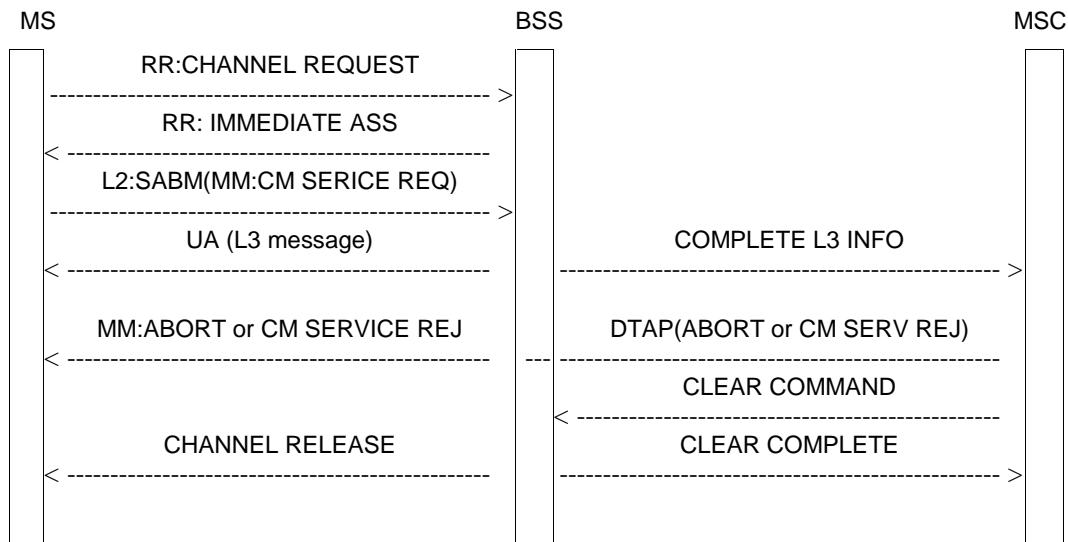 MS BSS MSC
RR:CHANNEL REQUEST
RR: IMMEDIATE ASS
L2:SABM(MM:CM SERICE REQ)
UA (L3 message) COMPLETE L3 INFO
MM:ABORT or CM SERVICE REJ DTAP(ABORT or CM SERV REJ)
CLEAR COMMAND
CHANNEL RELEASE CLEAR COMPLETE